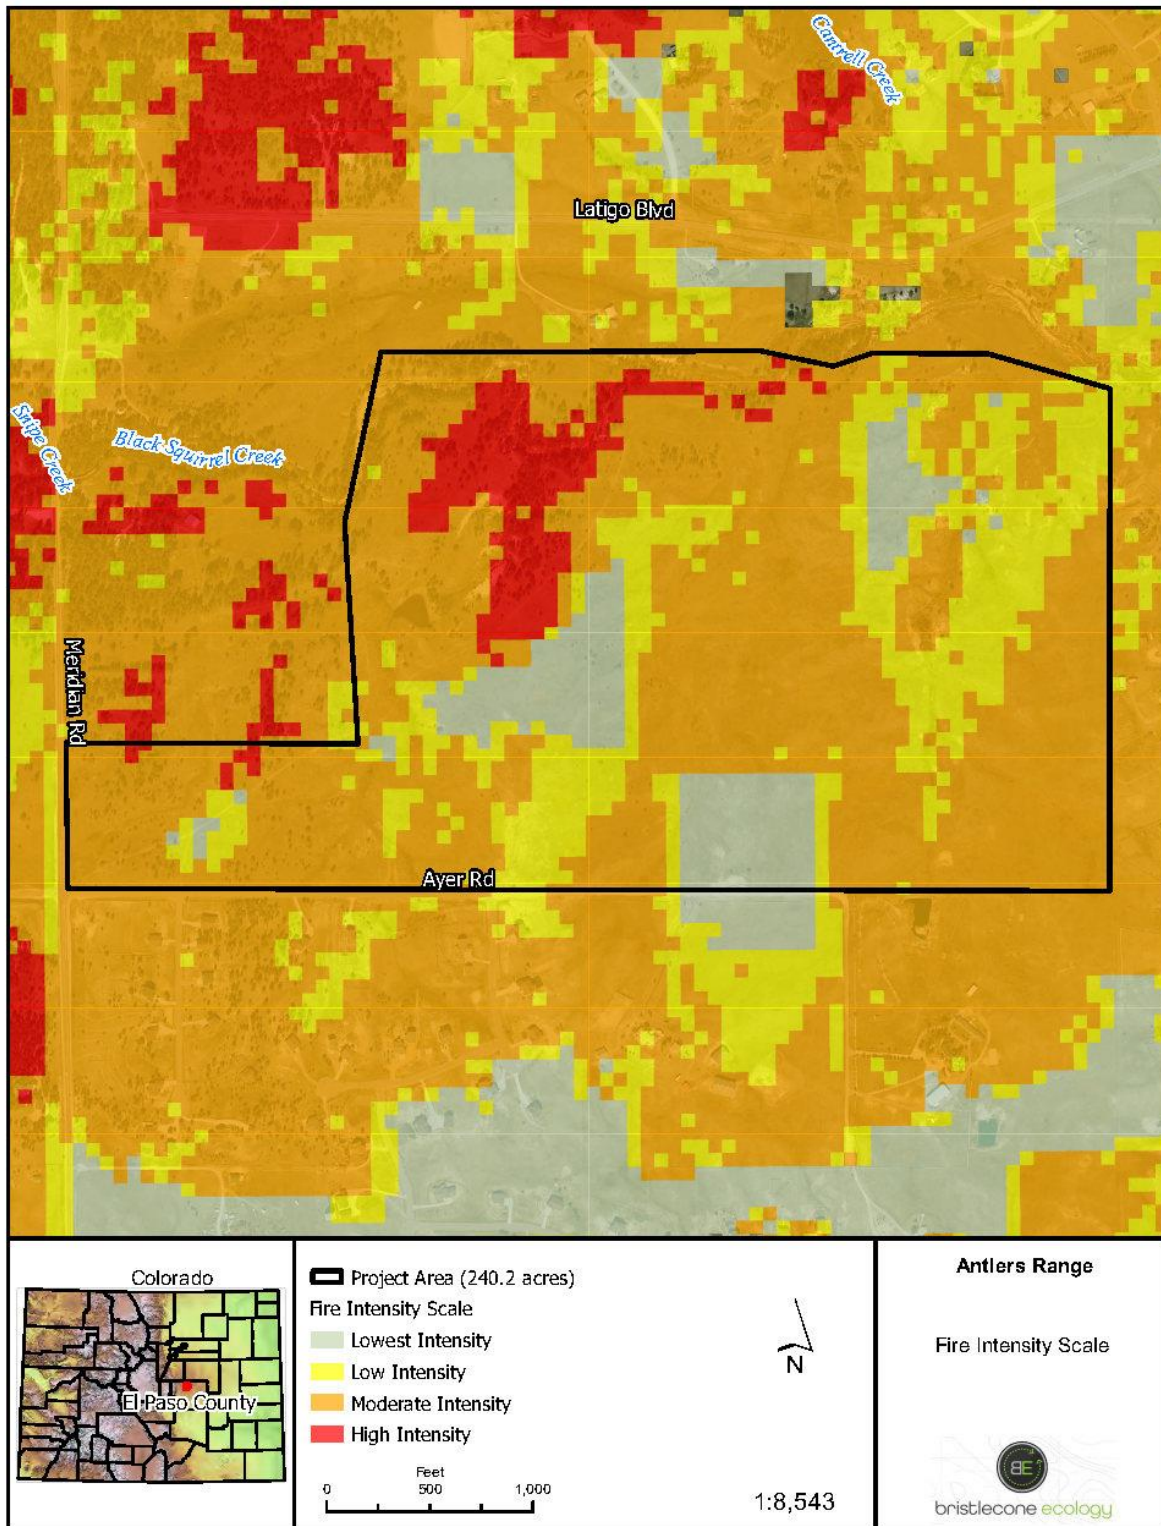 Cantrell Creek
Latigo Blvd
Snipe Creek
Black Squirrel Creek
Meridian Rd
Ayer Rd
Colorado
El Paso County
Project Area (240.2 acres)
Fire Intensity Scale
Lowest Intensity
Low Intensity
Moderate Intensity
High Intensity
Feet
0 500 1,000
N
1:8,543
Antlers Range
Fire Intensity Scale
BE
bristlecone ecology